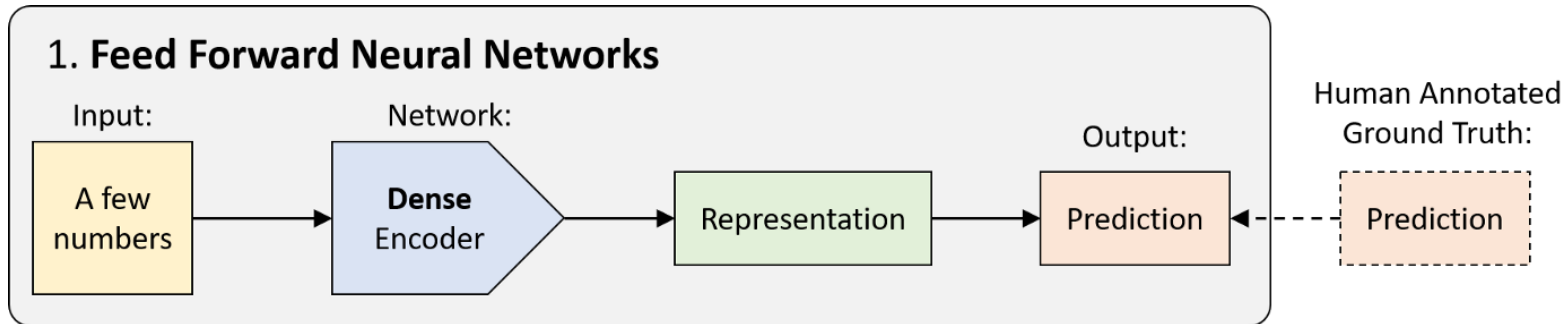 1. Feed Forward Neural Networks
Input:
A few
numbers
Network:
Dense
Encoder
Representation
Output:
Prediction
Human Annotated
Ground Truth:
Prediction